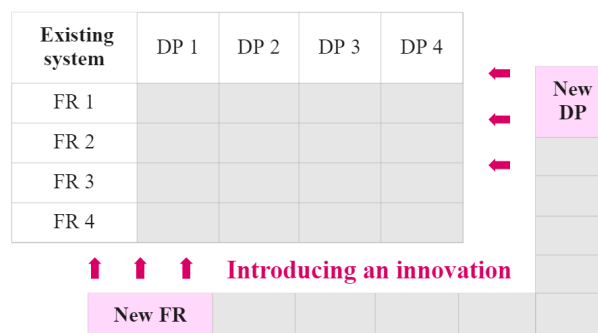 Existing system DP 1 DP 2 DP 3 DP 4
FR 1
FR 2
FR 3
FR 4
New DP
Introducing an innovation
New FR